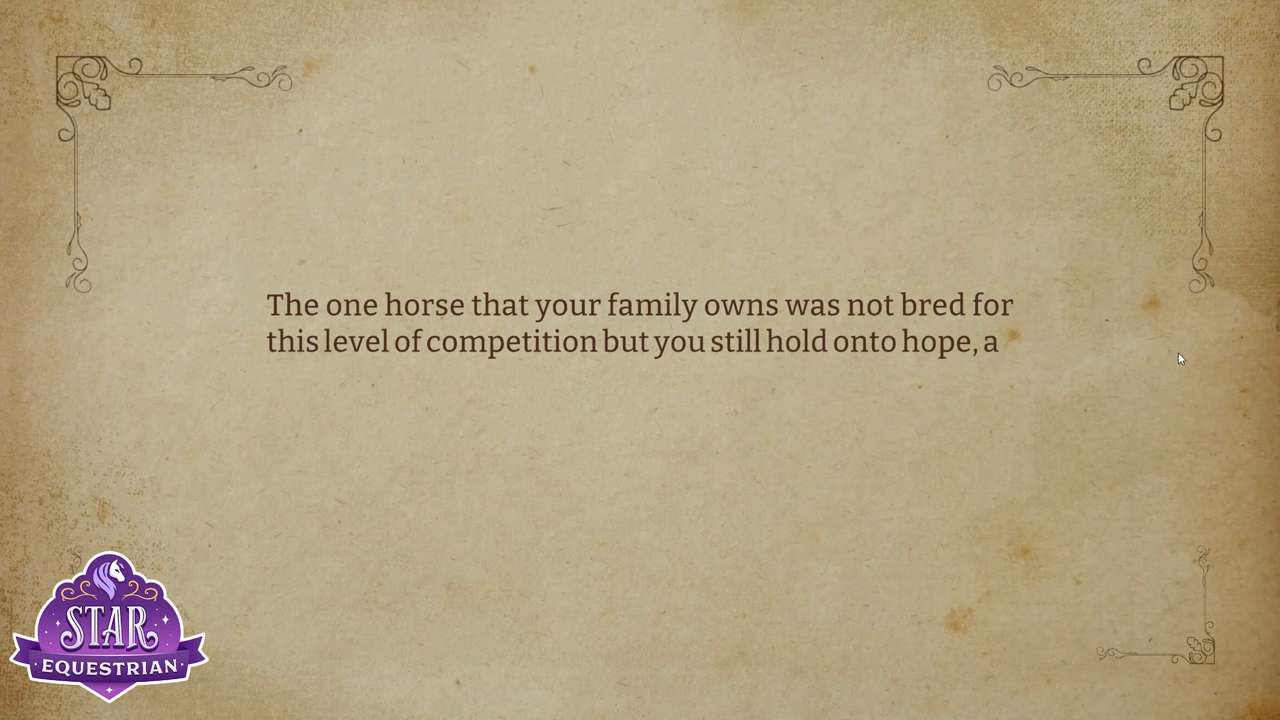 The one horse that your family owns was not bred for
this level of competition but you still hold onto hope, a
STAR
EQUESTRIAN